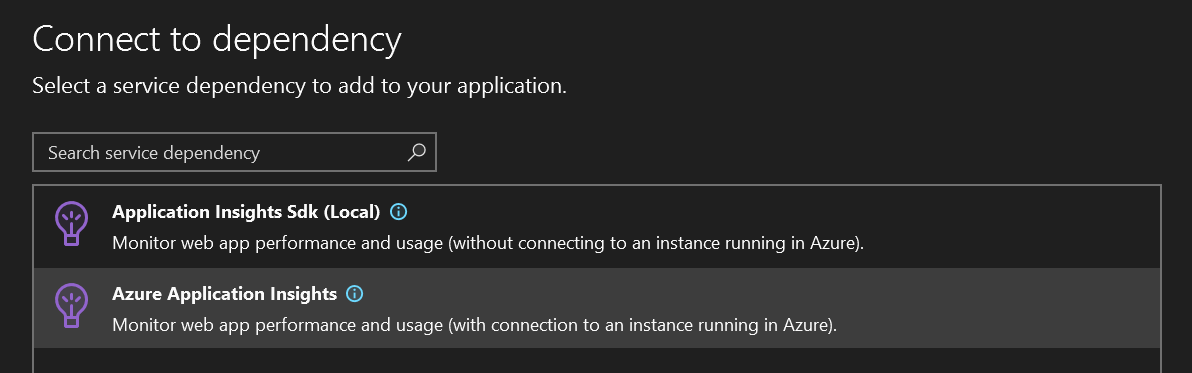 Connect to dependency
Select a service dependency to add to your application.
Search service dependency
Application Insights Sdk (Local)
Monitor web app performance and usage (without connecting to an instance running in Azure).
Azure Application Insights
Monitor web app performance and usage (with connection to an instance running in Azure).